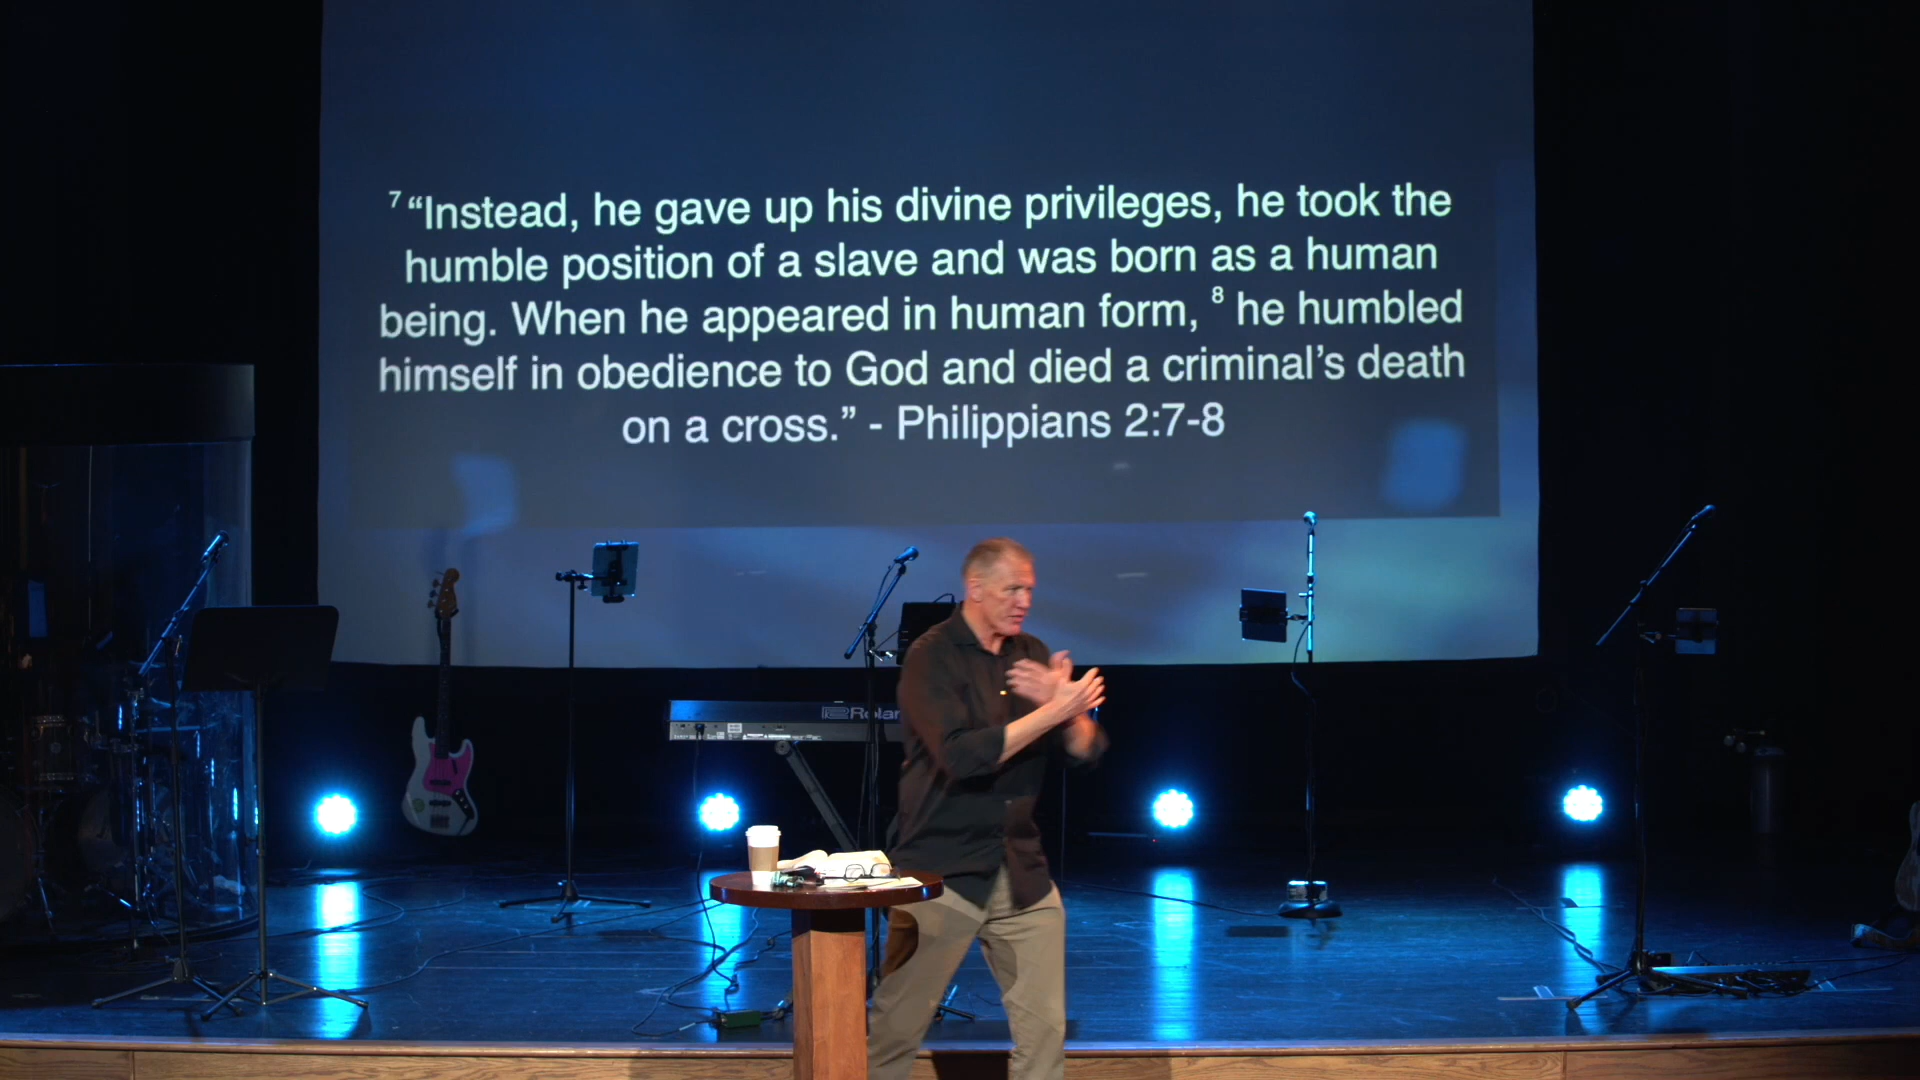 ⁷ “Instead, he gave up his divine privileges, he took the
humble position of a slave and was born as a human
being. When he appeared in human form, ⁸ he humbled
himself in obedience to God and died a criminal’s death
on a cross.” - Philippians 2:7-8
Rolan